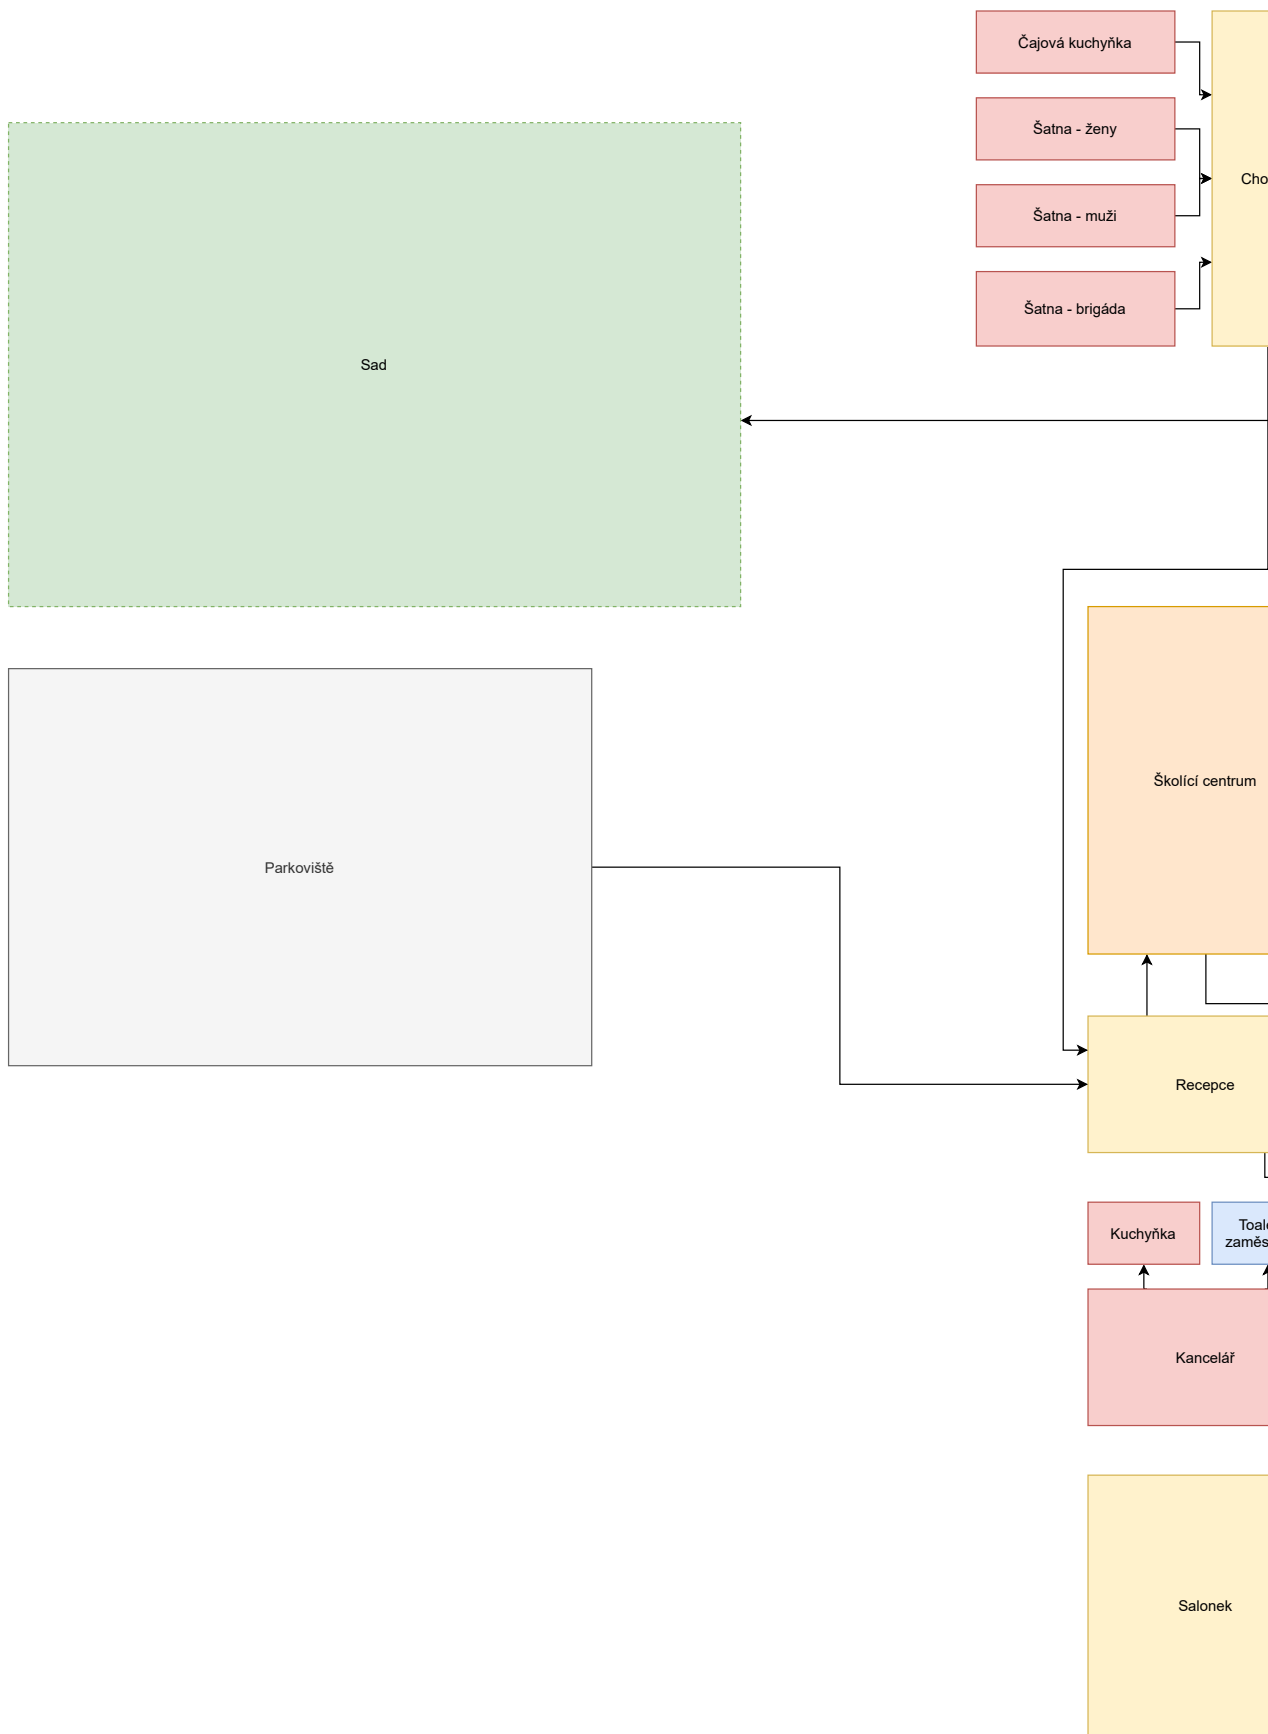 Čajová kuchyňka
Šatna - ženy
Šatna - muži
Šatna - brigáda
Sad
Školící centrum
Parkoviště
Recepce
Kuchyňka
Kancelář
Salonek